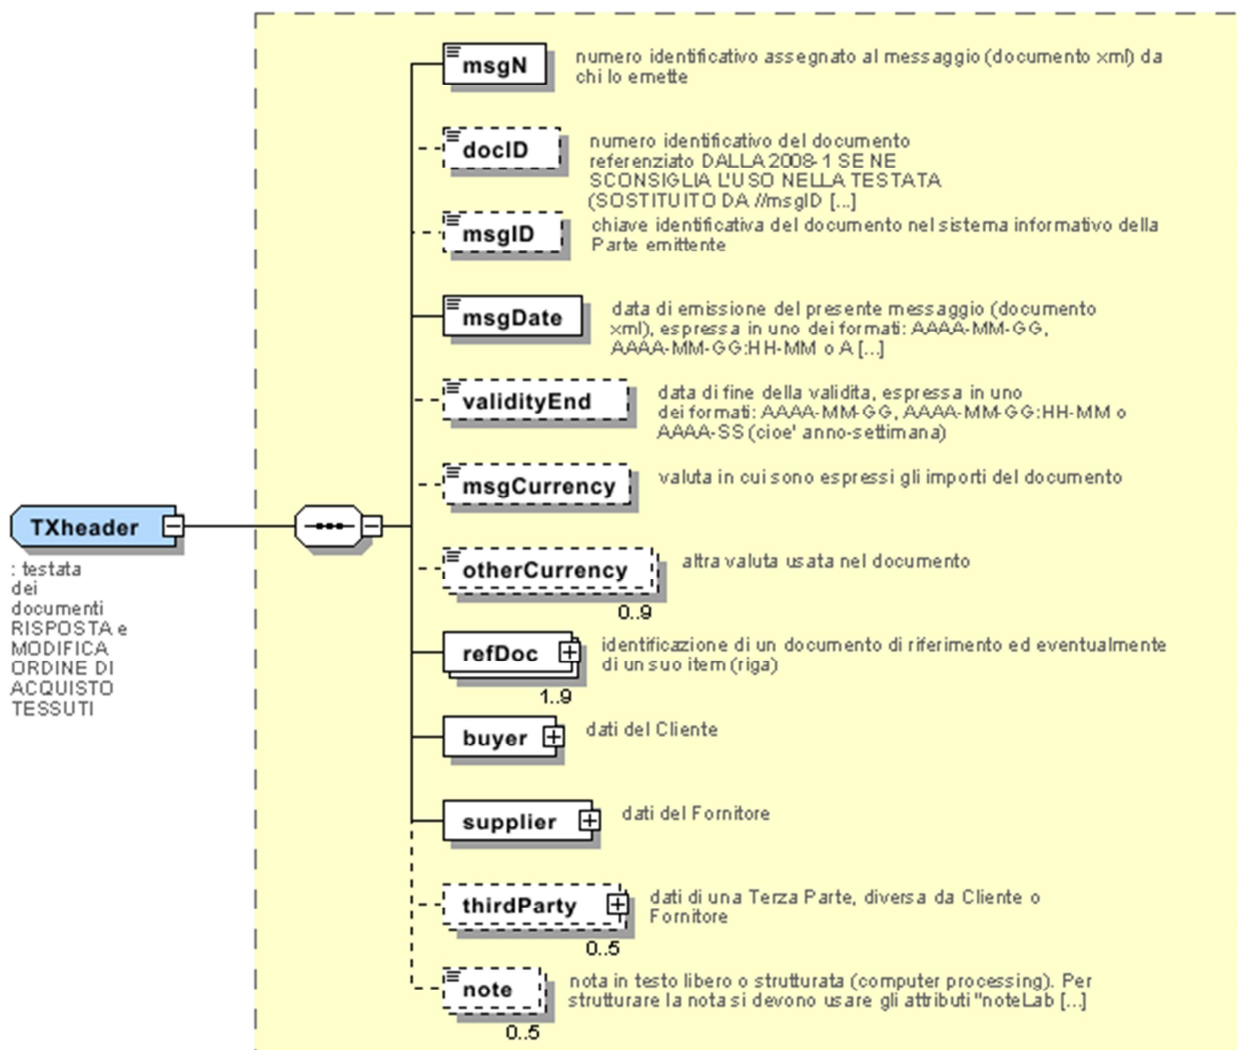 msgN
numero identificativo assegnato al messaggio (documento xml) da
chi lo emette
docID
numero identificativo del documento
referenziato DALLA 2008-1 SE NE
SCONSIGLIA L'USO NELLA TESTATA
(SOSTITUITO DA //msgID [...]
msgID
chiave identificativa del documento nel sistema informativo della
Parte emittente
msgDate
data di emissione del presente messaggio (documento
xml), espressa in uno dei formati: AAAA-MM-GG,
AAAA-MM-GG:HH-MM o A [...]
validityEnd
data di fine della validita, espressa in uno
dei formati: AAAA-MM-GG, AAAA-MM-GG:HH-MM o
AAAA-SS (cioe' anno-settimana)
msgCurrency
valuta in cui sono espressi gli importi del documento
TXheader
: testata
dei
documenti
RISPOSTA e
MODIFICA
ORDINE DI
ACQUISTO
TESSUTI
otherCurrency
altra valuta usata nel documento
0..9
refDoc
identificazione di un documento di riferimento ed eventualmente
di un suo item (riga)
1..9
buyer
dati del Cliente
supplier
dati del Fornitore
thirdParty
dati di una Terza Parte, diversa da Cliente o
Fornitore
0..5
note
nota in testo libero o strutturata (computer processing). Per
strutturare la nota si devono usare gli attributi "noteLab [...]
0..5